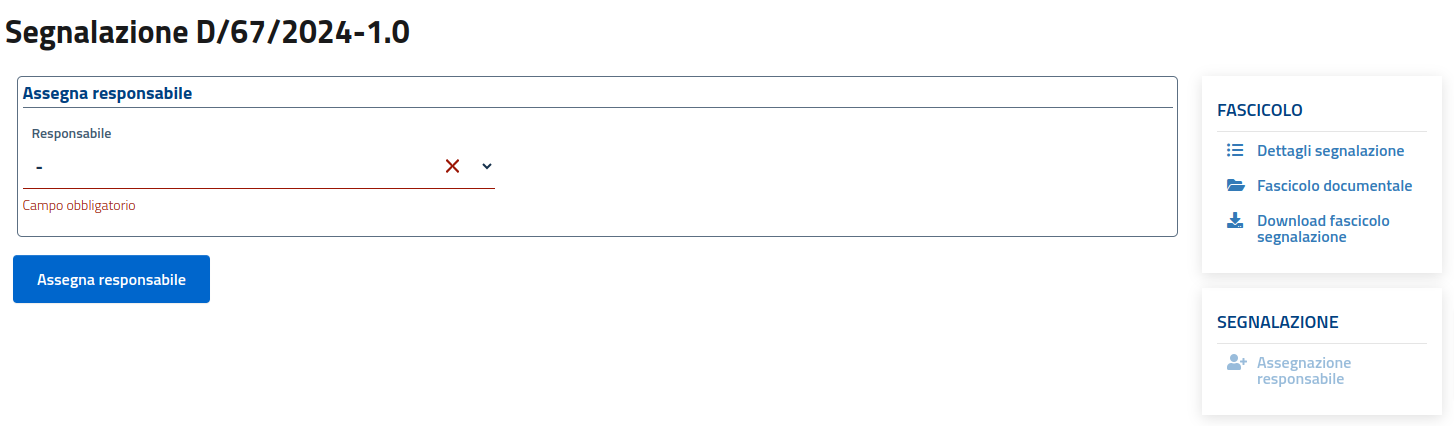 Segnalazione D/67/2024-1.0
Assegna responsabile
Responsabile
-
Campo obbligatorio
Assegna responsabile
FASCICOLO
Dettagli segnalazione
Fascicolo documentale
Download fascicolo
segnalazione
SEGNALAZIONE
Assegnazione
responsabile